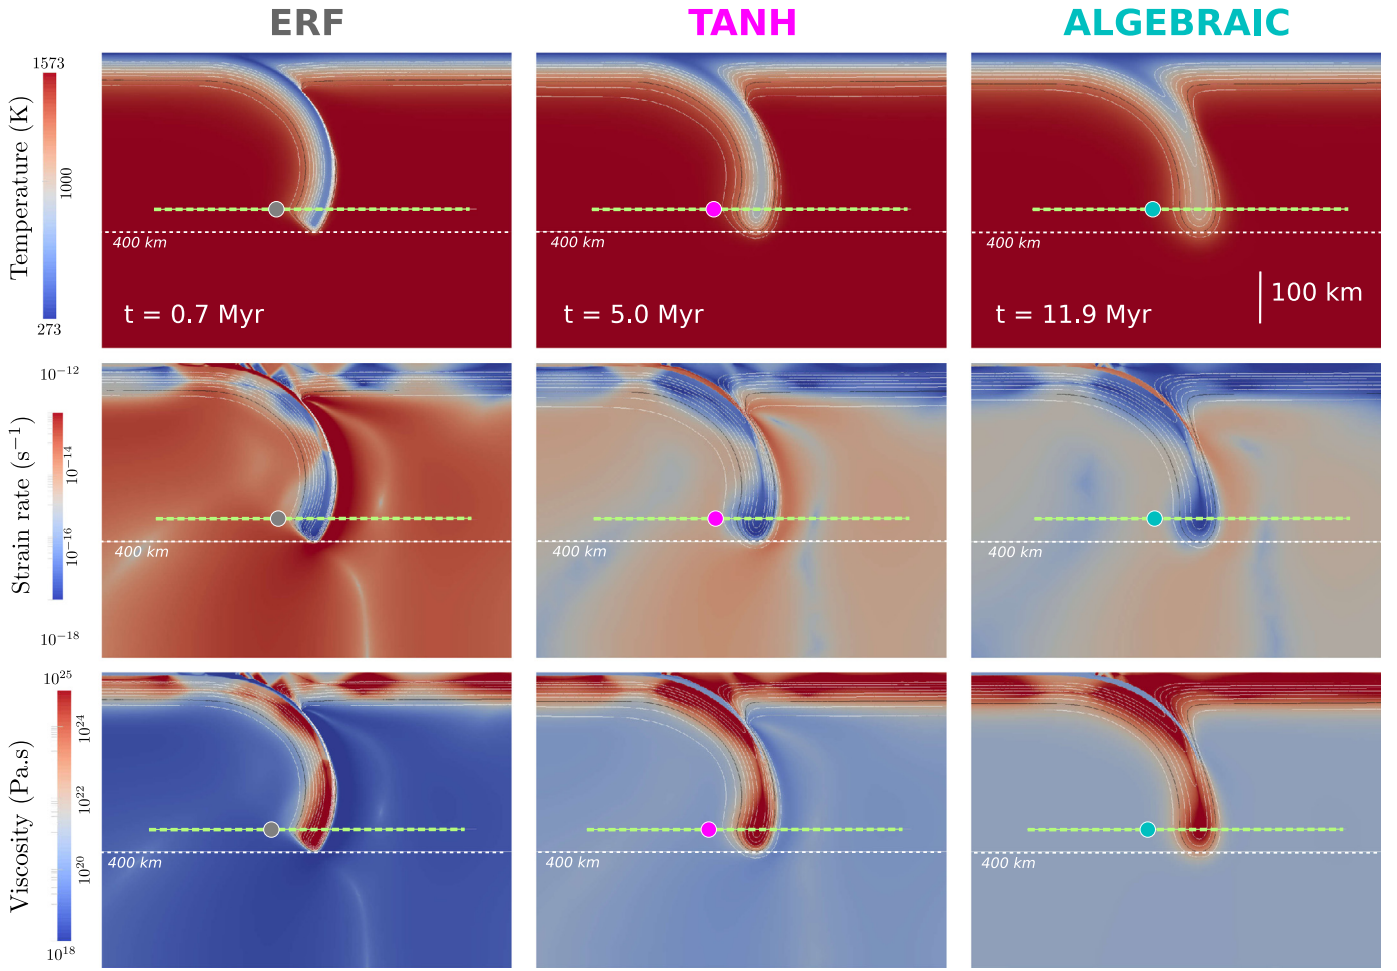 ERF
TANH
ALGEBRAIC
Temperature (K)
1573
1000
273
400 km
t = 0.7 Myr
400 km
t = 5.0 Myr
400 km
t = 11.9 Myr
100 km
Strain rate (s⁻¹)
10⁻¹²
10⁻¹⁴
10⁻¹⁶
10⁻¹⁸
400 km
400 km
400 km
Viscosity (Pa.s)
10²⁵
10²⁴
10²²
10²⁰
10¹⁸
400 km
400 km
400 km